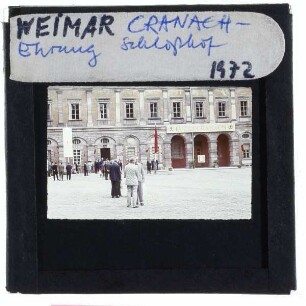 WEIMAR CRANACH-
Ehrung Schloßhof
1972